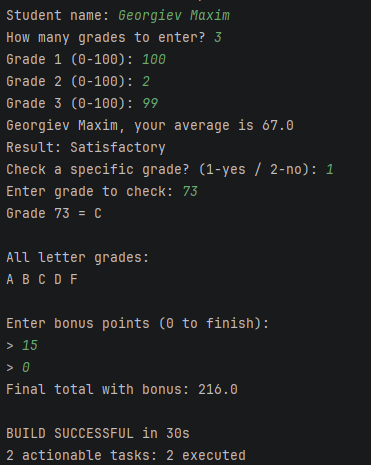 Student name: Georgiev Maxim
How many grades to enter? 3
Grade 1 (0-100): 100
Grade 2 (0-100): 2
Grade 3 (0-100): 99
Georgiev Maxim, your average is 67.0
Result: Satisfactory
Check a specific grade? (1-yes / 2-no): 1
Enter grade to check: 73
Grade 73 = C

All letter grades:
A B C D F

Enter bonus points (0 to finish):
> 15
> 0
Final total with bonus: 216.0

BUILD SUCCESSFUL in 30s
2 actionable tasks: 2 executed